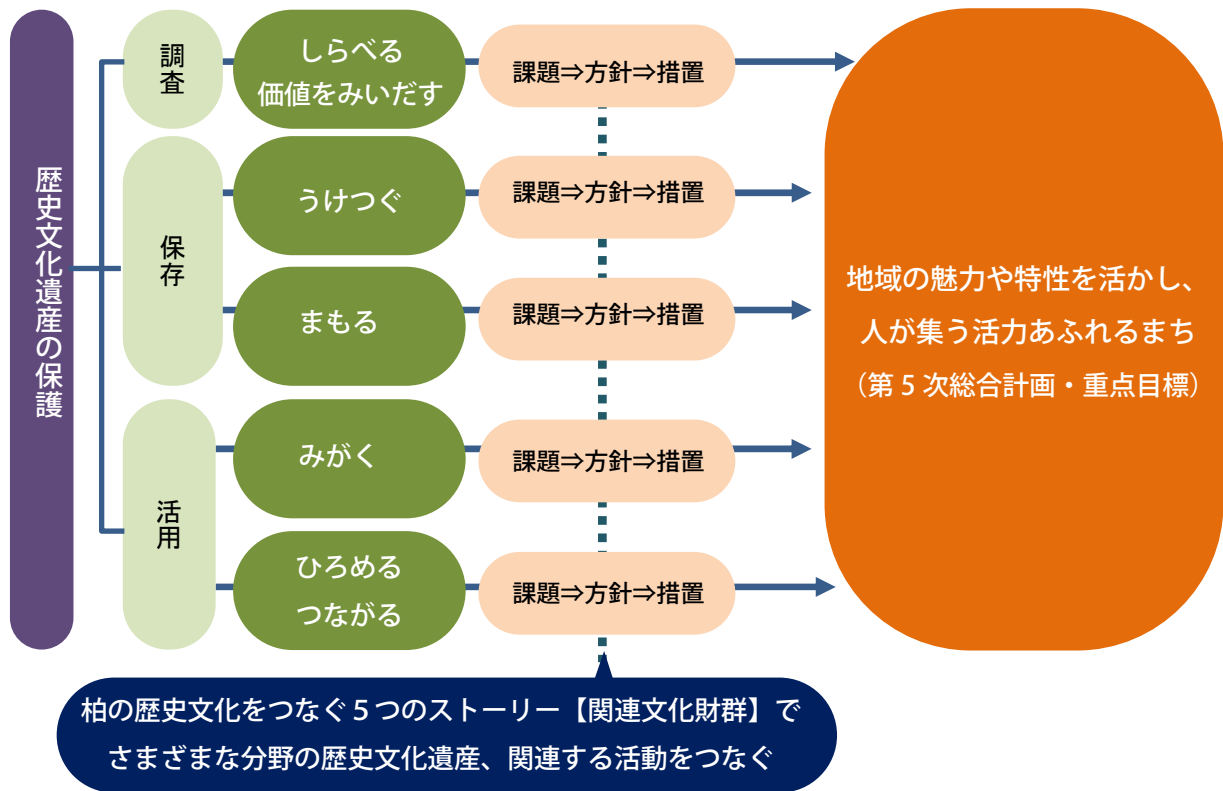 歴史文化遺産の保護
調査
しらべる
価値をみいだす
課題⇒方針⇒措置
保存
うけつぐ
課題⇒方針⇒措置
まもる
課題⇒方針⇒措置
活用
みがく
課題⇒方針⇒措置
ひろめる
つながる
課題⇒方針⇒措置
地域の魅力や特性を活かし、
人が集う活力あふれるまち
（第５次総合計画・重点目標）
柏の歴史文化をつなぐ５つのストーリー【関連文化財群】で
さまざまな分野の歴史文化遺産、関連する活動をつなぐ